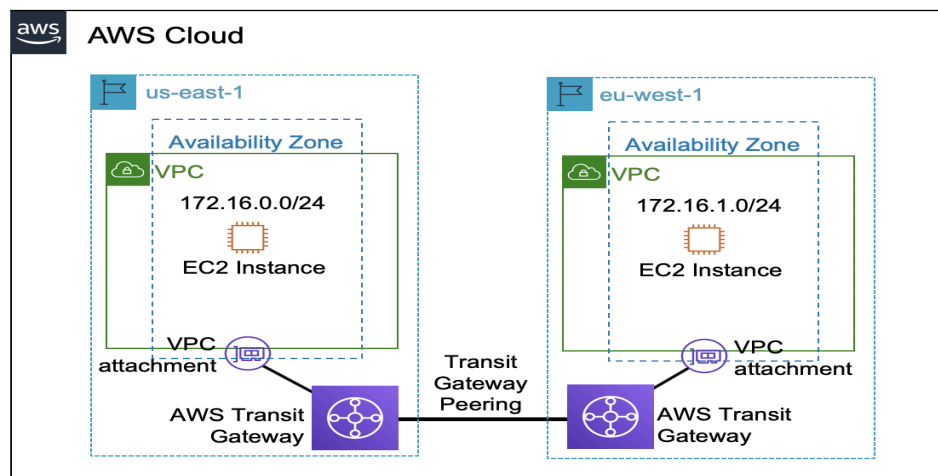 aws
AWS Cloud
us-east-1
Availability Zone
VPC
172.16.0.0/24
EC2 Instance
VPC
attachment
AWS Transit
Gateway
Transit
Gateway
Peering
eu-west-1
Availability Zone
VPC
172.16.1.0/24
EC2 Instance
VPC
attachment
AWS Transit
Gateway